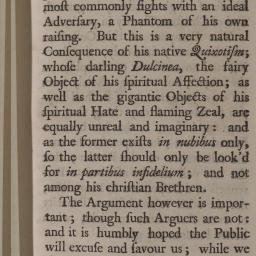 moſt commonly fights with an ideal
Adverſary, a Phantom of his own
raiſing. But this is a very natural
Conſequence of his native Quixotiſm;
whoſe darling Dulcinea, the fairy
Object of his ſpiritual Affection; as
well as the gigantic Objects of his
ſpiritual Hate and flaming Zeal, are
equally unreal and imaginary: and
as the former exiſts in nubibus only,
ſo the latter ſhould only be look'd
for in partibus infidelium; and not
among his chriſtian Brethren.
The Argument however is impor-
tant; though ſuch Arguers are not:
and it is humbly hoped the Public
will excuſe and favour us; while we